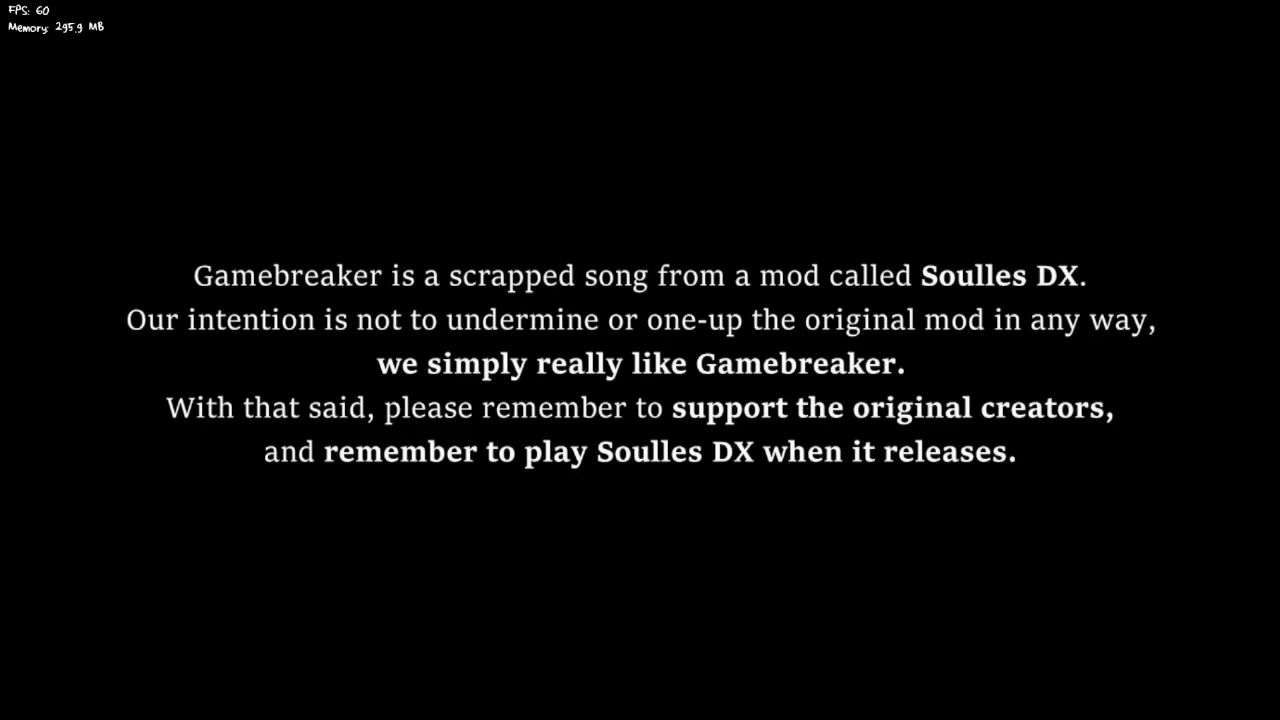 FPS: 60
Memory: 295.9 MB
Gamebreaker is a scrapped song from a mod called Soulles DX.
Our intention is not to undermine or one-up the original mod in any way,
we simply really like Gamebreaker.
With that said, please remember to support the original creators,
and remember to play Soulles DX when it releases.